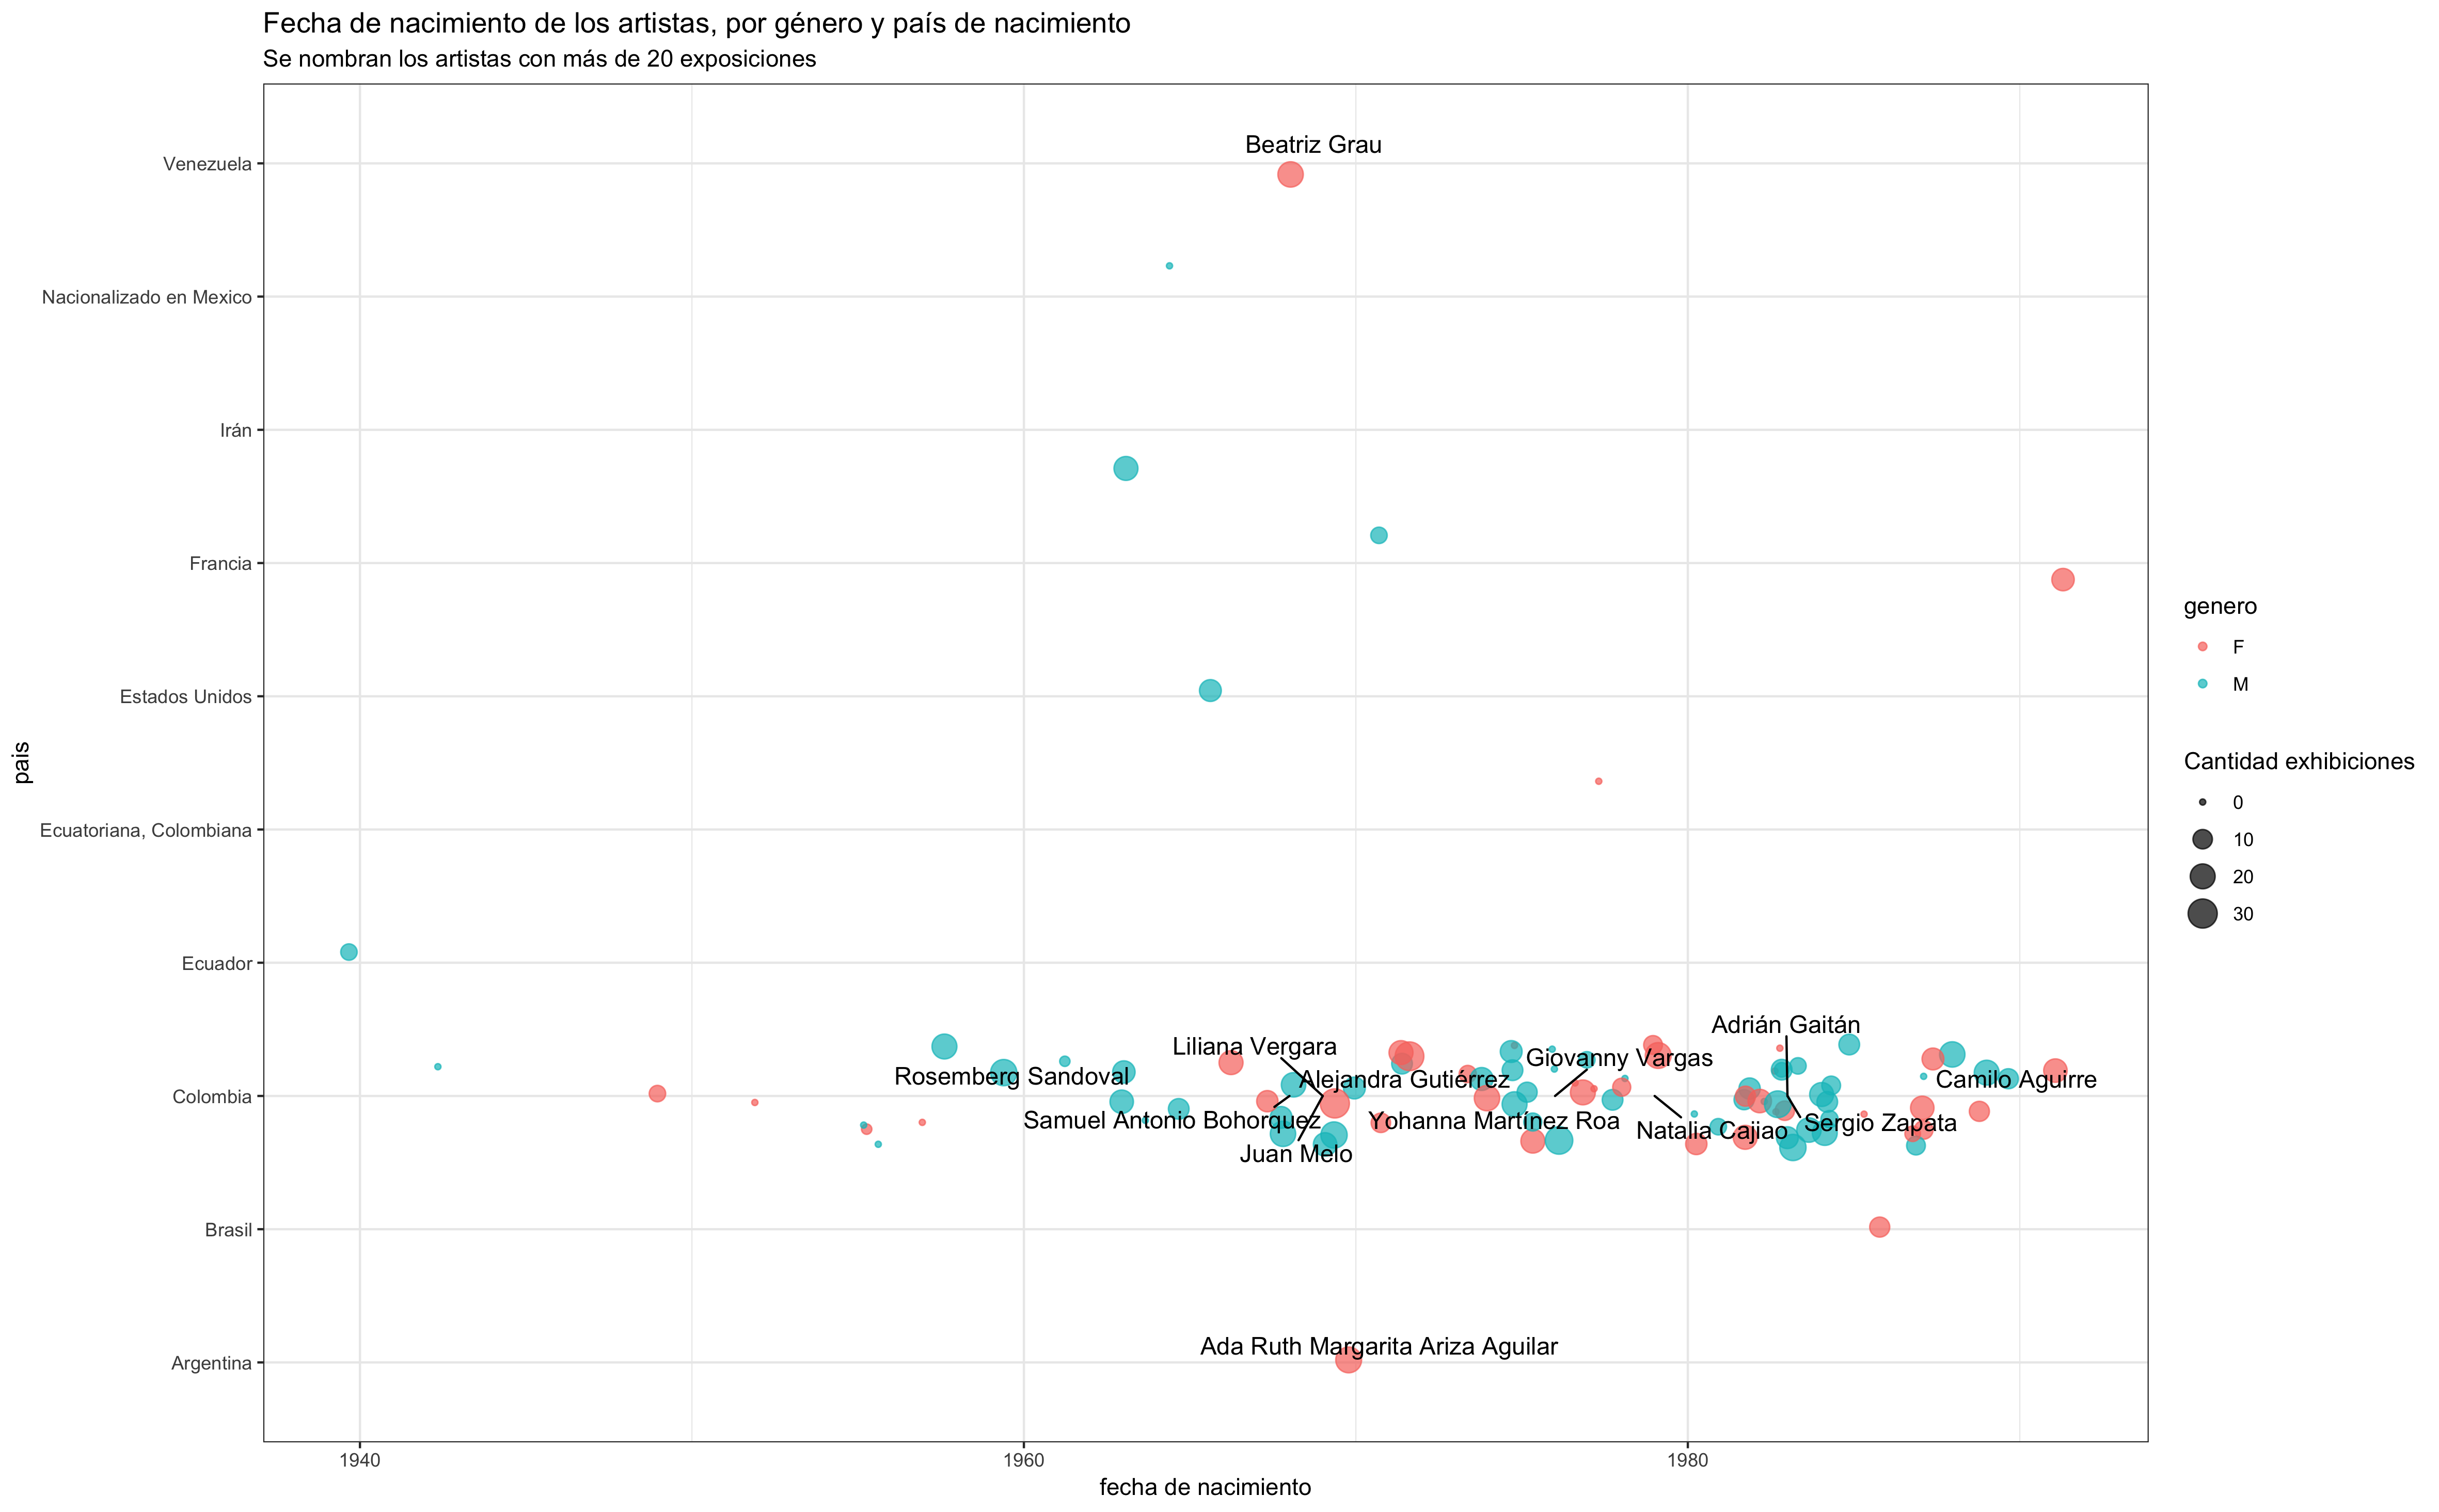 Fecha de nacimiento de los artistas, por género y país de nacimiento
Se nombran los artistas con más de 20 exposiciones
pais
Venezuela
Nacionalizado en Mexico
Irán
Francia
Estados Unidos
Ecuatoriana, Colombiana
Ecuador
Colombia
Brasil
Argentina
Beatriz Grau
Adrián Gaitán
Liliana Vergara
Giovanny Vargas
Rosemberg Sandoval
Alejandra Gutiérrez
Camilo Aguirre
Samuel Antonio Bohorquez
Yohanna Martínez Roa
Natalia Cajiao
Sergio Zapata
Juan Melo
Ada Ruth Margarita Ariza Aguilar
1940
1960
1980
fecha de nacimiento
genero
F
M
Cantidad exhibiciones
0
10
20
30